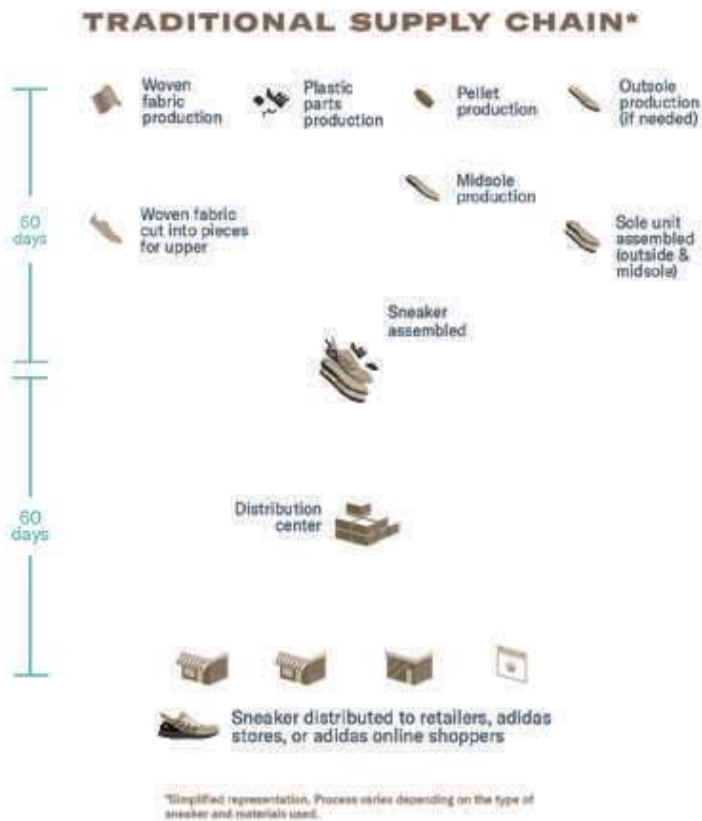 TRADITIONAL SUPPLY CHAIN*
Woven
fabric
production
Plastic
parts
production
Pellet
production
Outsole
production
(if needed)
Midsole
production
60
days
Woven fabric
cut into pieces
for upper
Sole unit
assembled
(outside &
midsole)
Sneaker
assembled
60
days
Distribution
center
Sneaker distributed to retailers, adidas
stores, or adidas online shoppers
*Simplified representation. Process varies depending on the type of
sneaker and materials used.